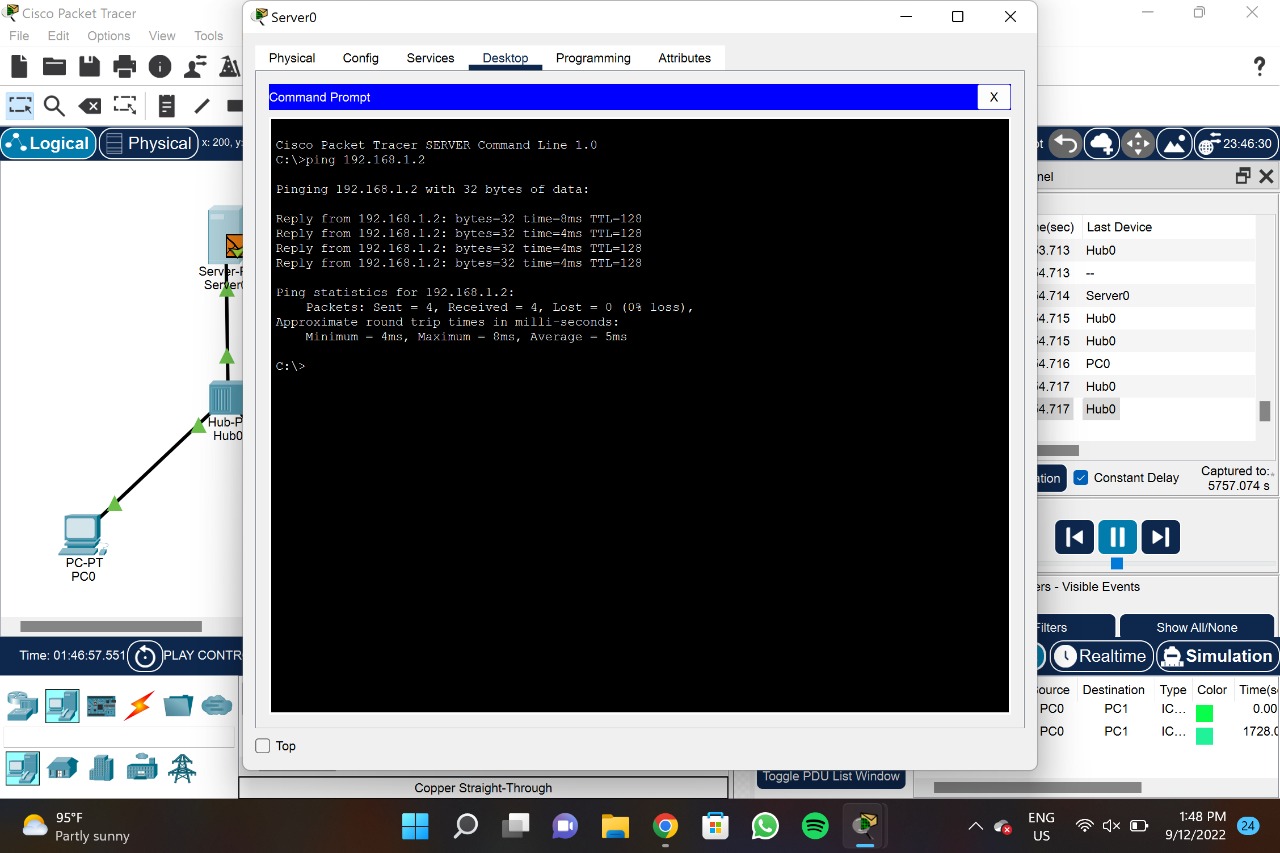 Cisco Packet Tracer
File Edit Options View Tools
Logical Physical x: 200, y:
Server-P
Server0
Hub-P
Hub0
PC-PT
PC0
Time: 01:46:57.551 PLAY CONTR
Server0
Physical Config Services Desktop Programming Attributes
Command Prompt X
Cisco Packet Tracer SERVER Command Line 1.0
C:\>ping 192.168.1.2
Pinging 192.168.1.2 with 32 bytes of data:
Reply from 192.168.1.2: bytes=32 time=8ms TTL=128
Reply from 192.168.1.2: bytes=32 time=4ms TTL=128
Reply from 192.168.1.2: bytes=32 time=4ms TTL=128
Reply from 192.168.1.2: bytes=32 time=4ms TTL=128
Ping statistics for 192.168.1.2:
Packets: Sent = 4, Received = 4, Lost = 0 (0% loss),
Approximate round trip times in milli-seconds:
Minimum = 4ms, Maximum = 8ms, Average = 5ms
C:\>
Top
Copper Straight-Through
Toggle PDU List Window
?
23:46:30
nel
e(sec) Last Device
3.713 Hub0
4.713 --
4.714 Server0
4.715 Hub0
4.715 Hub0
4.716 PC0
4.717 Hub0
4.717 Hub0
ation Constant Delay Captured to:
5757.074 s
ers - Visible Events
Filters Show All/None
Realtime Simulation
ource Destination Type Color Time(s
PC0 PC1 IC... 0.00
PC0 PC1 IC... 1728.0
95°F
Partly sunny
ENG
US
1:48 PM
9/12/2022
24